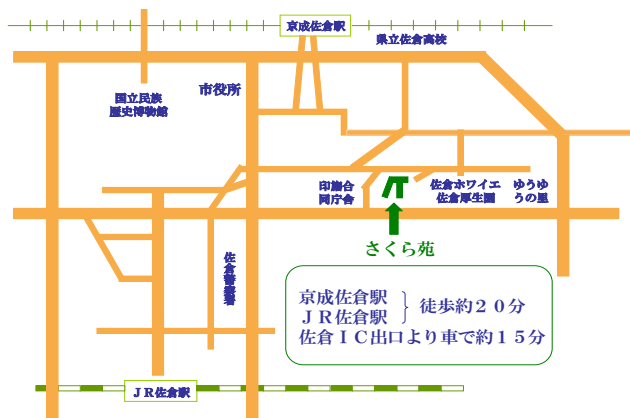 京成佐倉駅
県立佐倉高校
市役所
国立民族
歴史博物館
印旛合
同庁舎
佐倉ホワイエ
佐倉厚生園
ゆうゆ
うの里
さくら苑
佐倉警察署
京成佐倉駅
ＪＲ佐倉駅
徒歩約２０分
佐倉ＩＣ出口より車で約１５分
ＪＲ佐倉駅